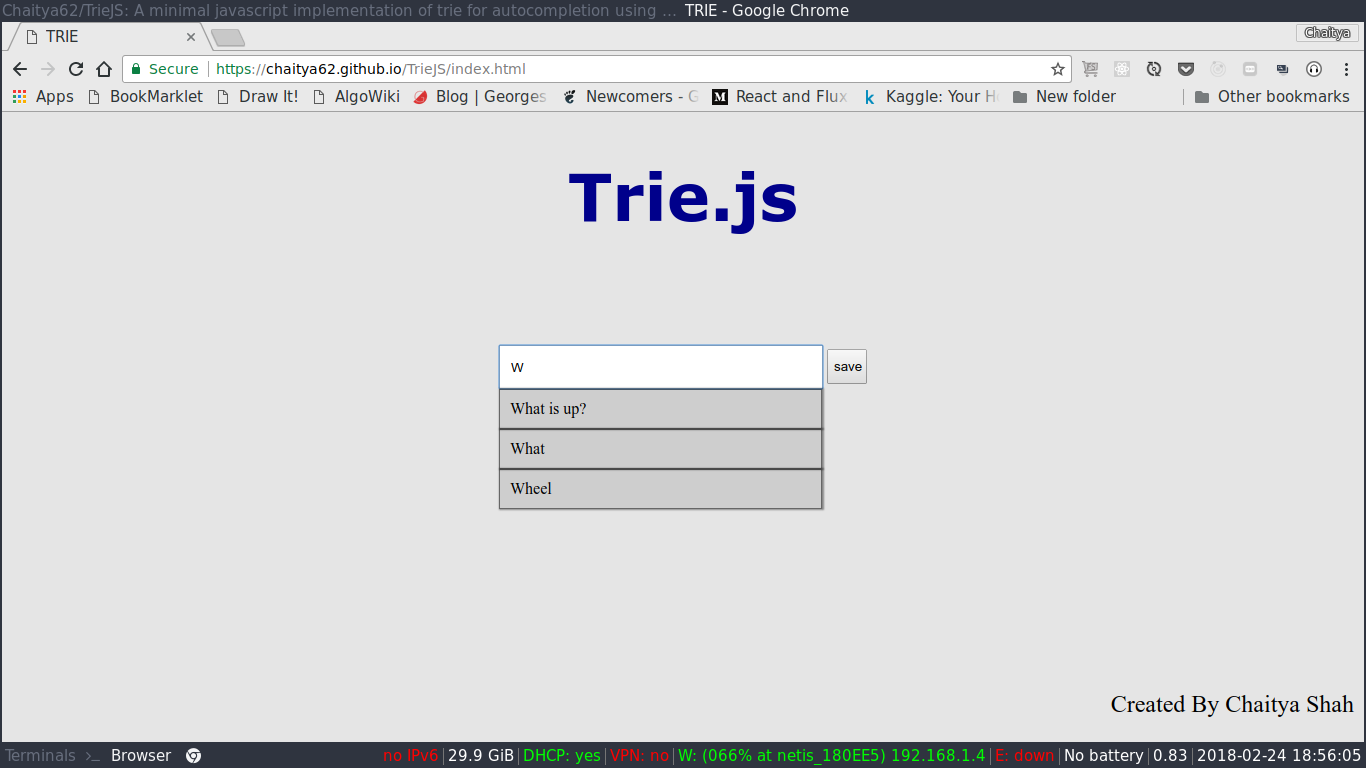 Chaitya62/TrieJS: A minimal javascript implementation of trie for autocompletion using ... TRIE - Google Chrome
TRIE
Chaitya
Secure https://chaitya62.github.io/TrieJS/index.html
Apps BookMarklet Draw It! AlgoWiki Blog | Georges Newcomers - G React and Flux Kaggle: Your H New folder Other bookmarks
Trie.js
w save
What is up?
What
Wheel
Created By Chaitya Shah
Terminals >_ Browser no IPv6|29.9 GiB|DHCP: yes|VPN: no|W: (066% at netis_180EE5) 192.168.1.4|E: down|No battery|0.83|2018-02-24 18:56:05